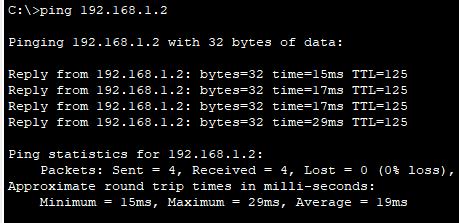 C:\>ping 192.168.1.2
Pinging 192.168.1.2 with 32 bytes of data:
Reply from 192.168.1.2: bytes=32 time=15ms TTL=125
Reply from 192.168.1.2: bytes=32 time=17ms TTL=125
Reply from 192.168.1.2: bytes=32 time=17ms TTL=125
Reply from 192.168.1.2: bytes=32 time=29ms TTL=125
Ping statistics for 192.168.1.2:
Packets: Sent = 4, Received = 4, Lost = 0 (0% loss),
Approximate round trip times in milli-seconds:
Minimum = 15ms, Maximum = 29ms, Average = 19ms